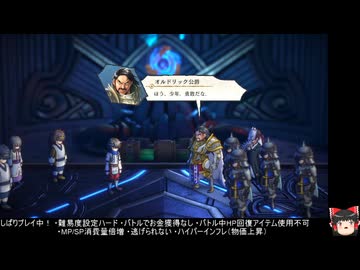 オルドリック公爵
ほう、少年、勇敢だな。
しばりプレイ中！ ・難易度設定ハード ・バトルでお金獲得なし ・バトル中HP回復アイテム使用不可
・MP/SP消費量倍増 ・逃げられない ・ハイパーインフレ(物価上昇)